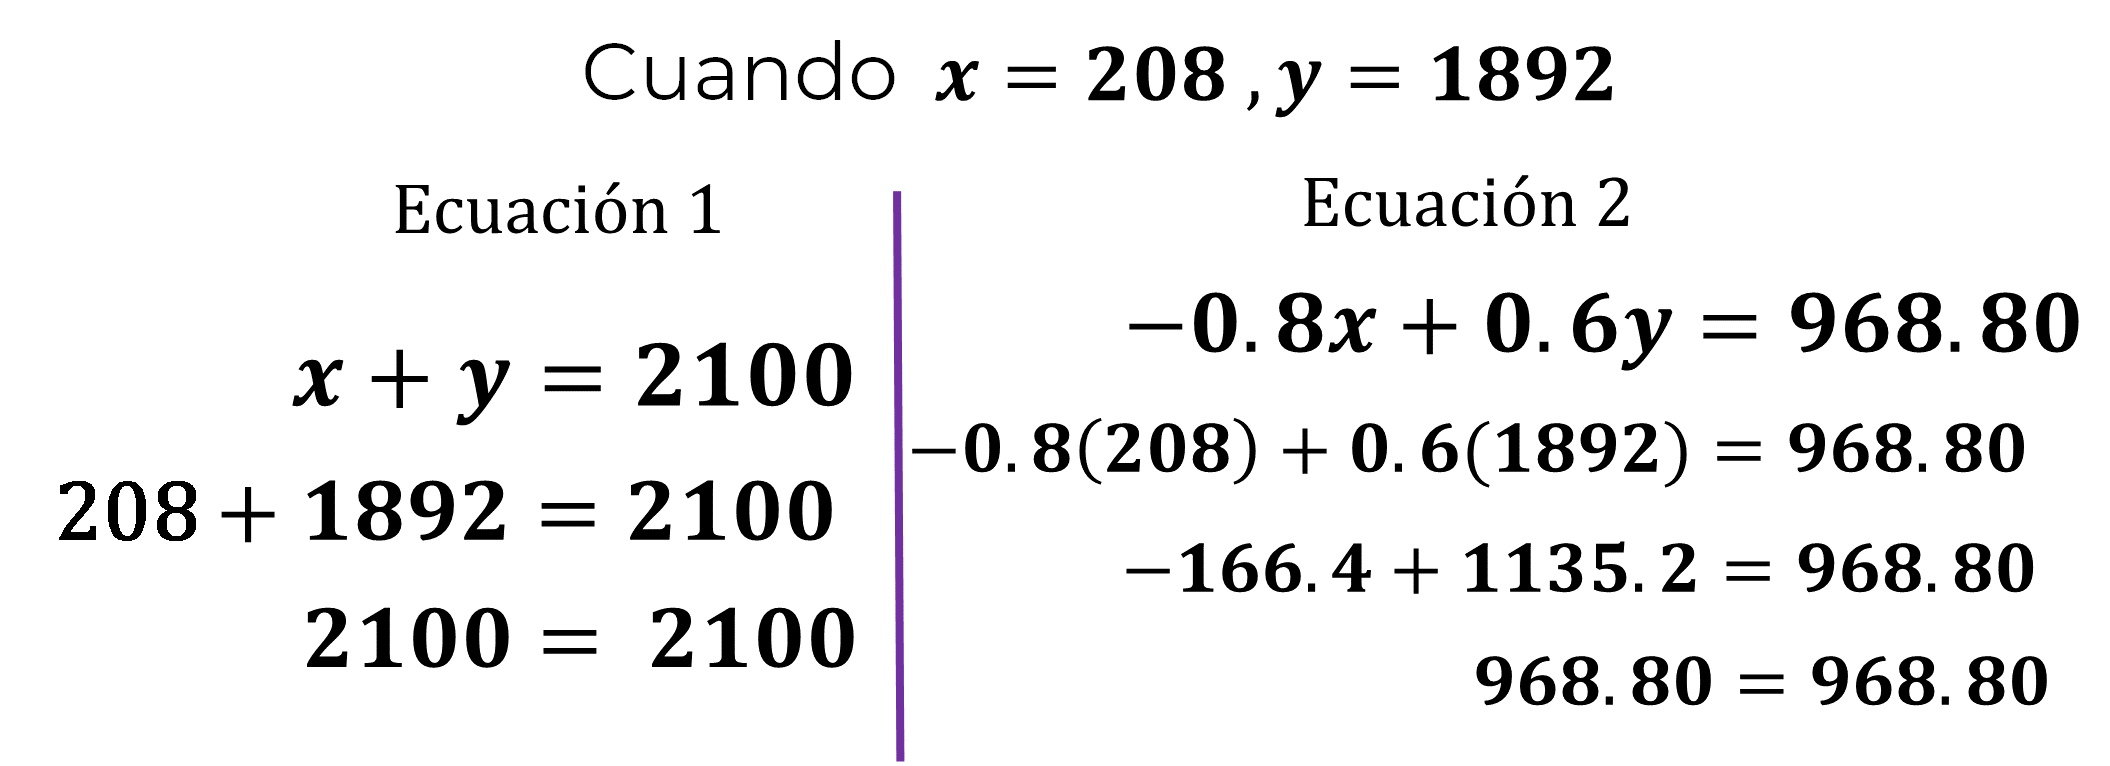 Cuando x = 208 , y = 1892
Ecuación 1
x + y = 2100
208 + 1892 = 2100
2100 = 2100
Ecuación 2
−0.8x + 0.6y = 968.80
−0.8(208) + 0.6(1892) = 968.80
−166.4 + 1135.2 = 968.80
968.80 = 968.80